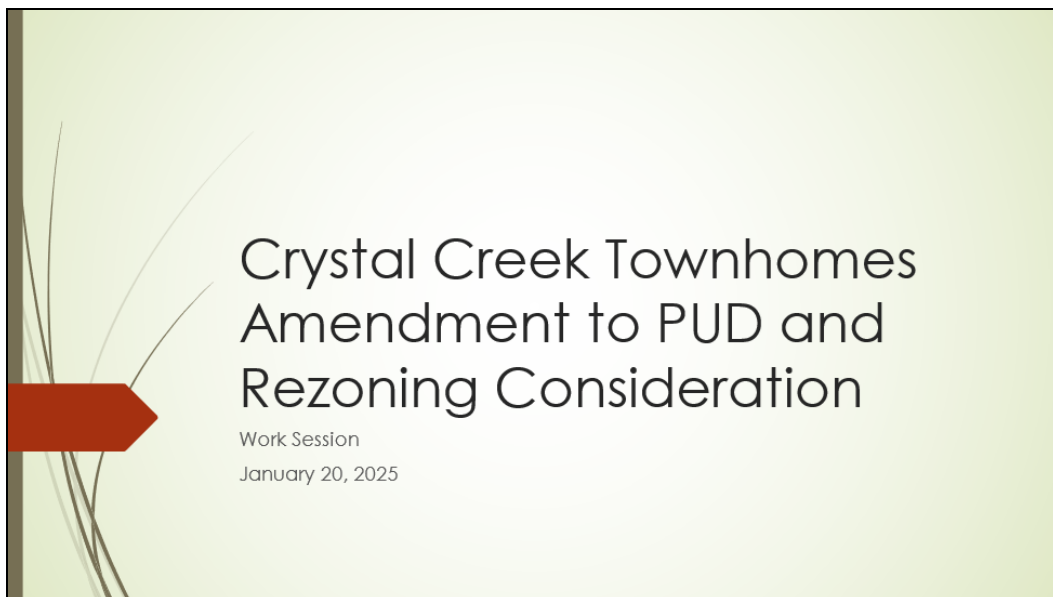 Crystal Creek Townhomes
Amendment to PUD and
Rezoning Consideration
Work Session
January 20, 2025